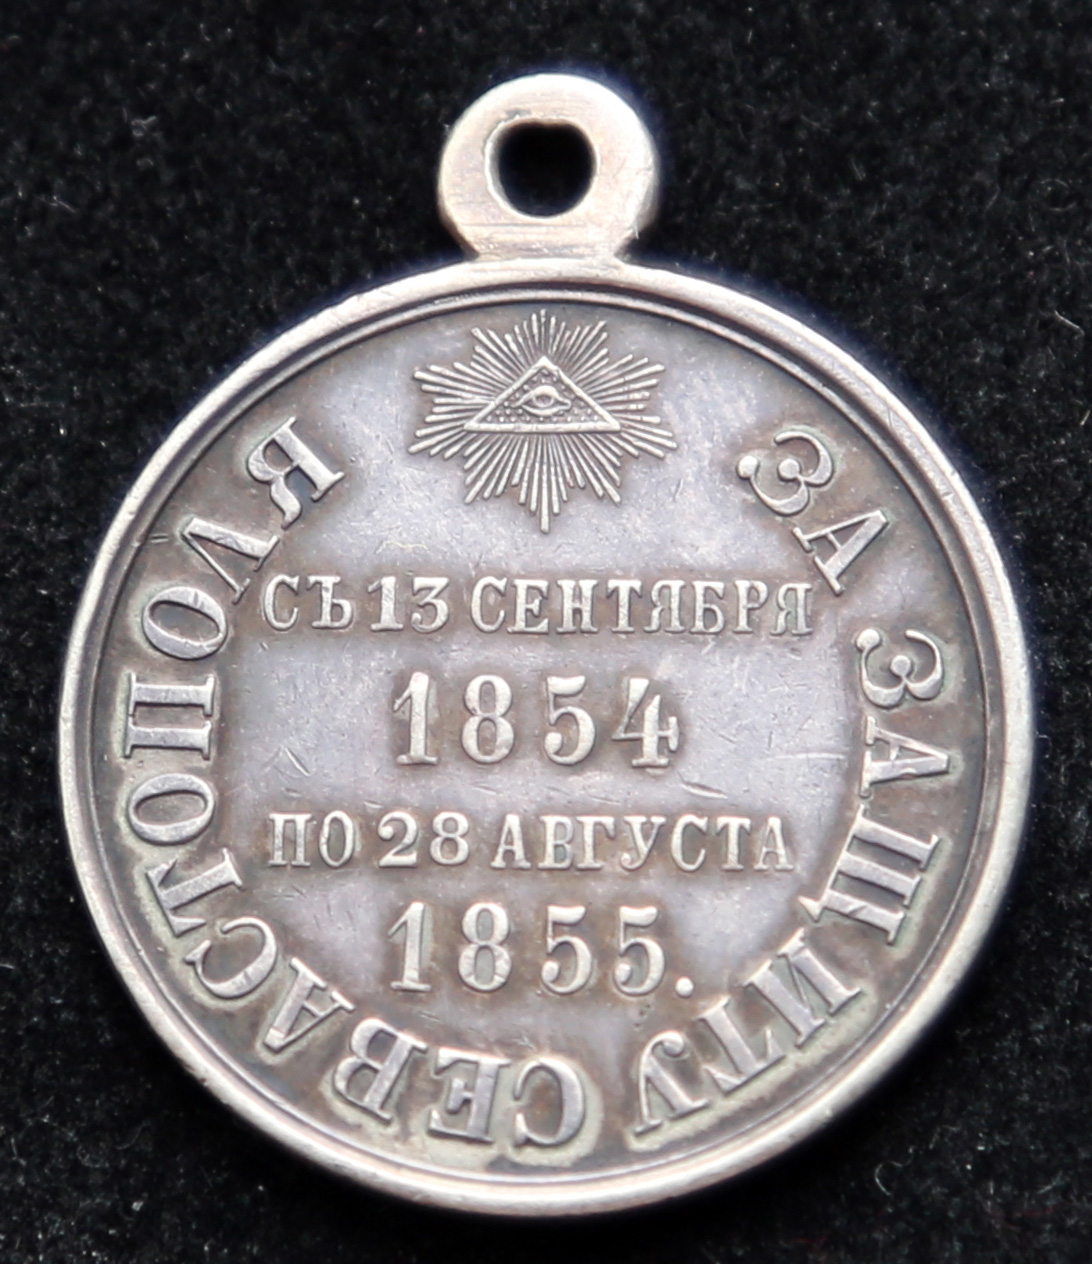 ЗА ЗАЩИТУ СЕВАСТОПОЛЯ
СЪ 13 СЕНТЯБРЯ
1854
ПО 28 АВГУСТА
1855.